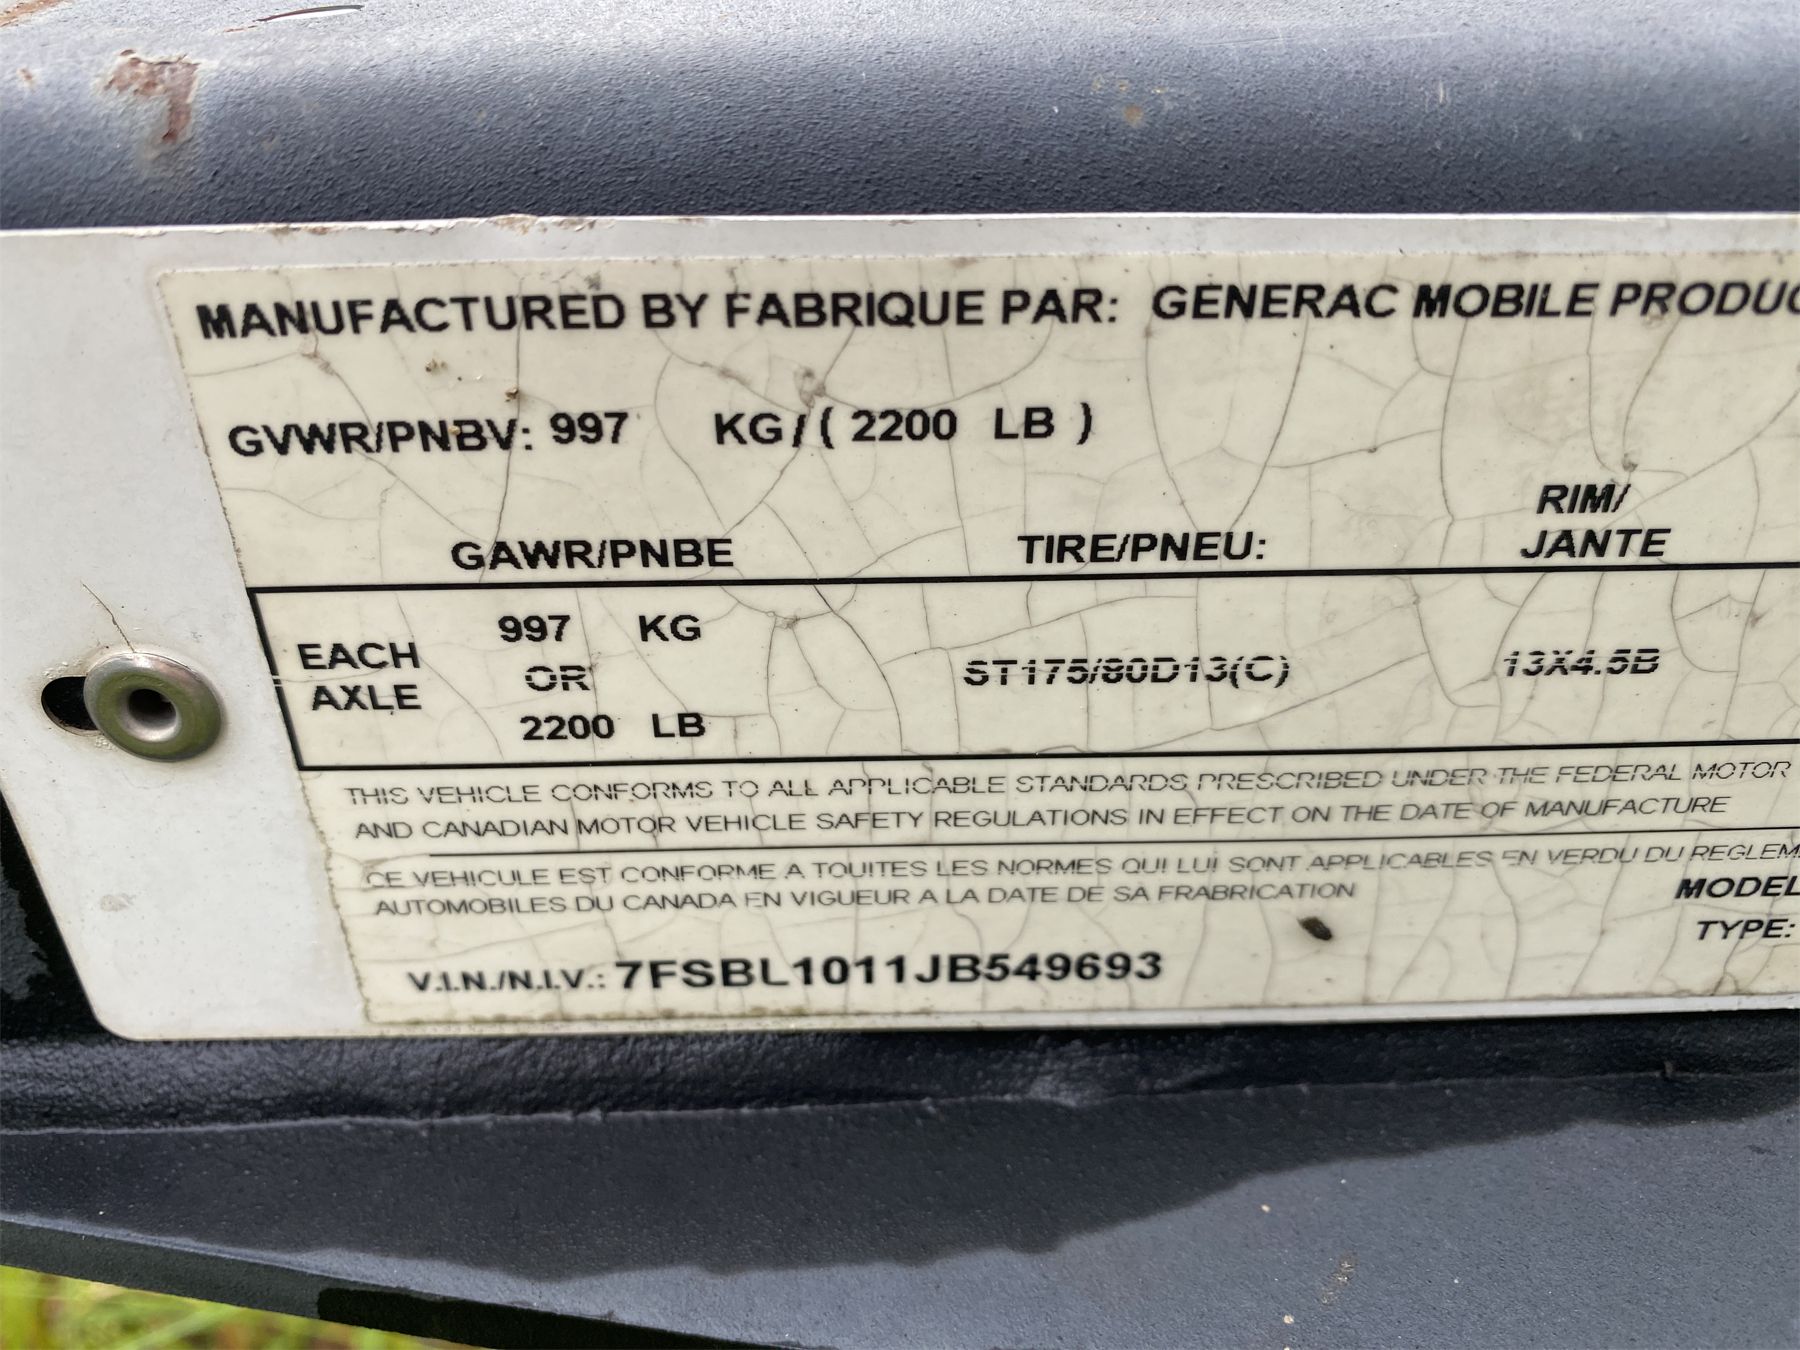 MANUFACTURED BY FABRIQUE PAR: GENERAC MOBILE PRODUC
GVWR/PNBV: 997 KG/( 2200 LB )
GAWR/PNBE TIRE/PNEU: RIM/
JANTE
EACH
AXLE
997 KG
OR
2200 LB
ST175/80D13(C)
13X4.5B
THIS VEHICLE CONFORMS TO ALL APPLICABLE STANDARDS PRESCRIBED UNDER THE FEDERAL MOTOR
AND CANADIAN MOTOR VEHICLE SAFETY REGULATIONS IN EFFECT ON THE DATE OF MANUFACTURE
CE VEHICULE EST CONFORME A TOUITES LES NORMES QUI LUI SONT APPLICABLES EN VERDU DU REGLEM
AUTOMOBILES DU CANADA EN VIGUEUR A LA DATE DE SA FRABRICATION
MODEL
TYPE:
V.I.N./N.I.V.: 7FSBL1011JB549693